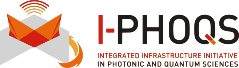 I-PHOQS
INTEGRATED INFRASTRUCTURE INITIATIVE
IN PHOTONIC AND QUANTUM SCIENCES